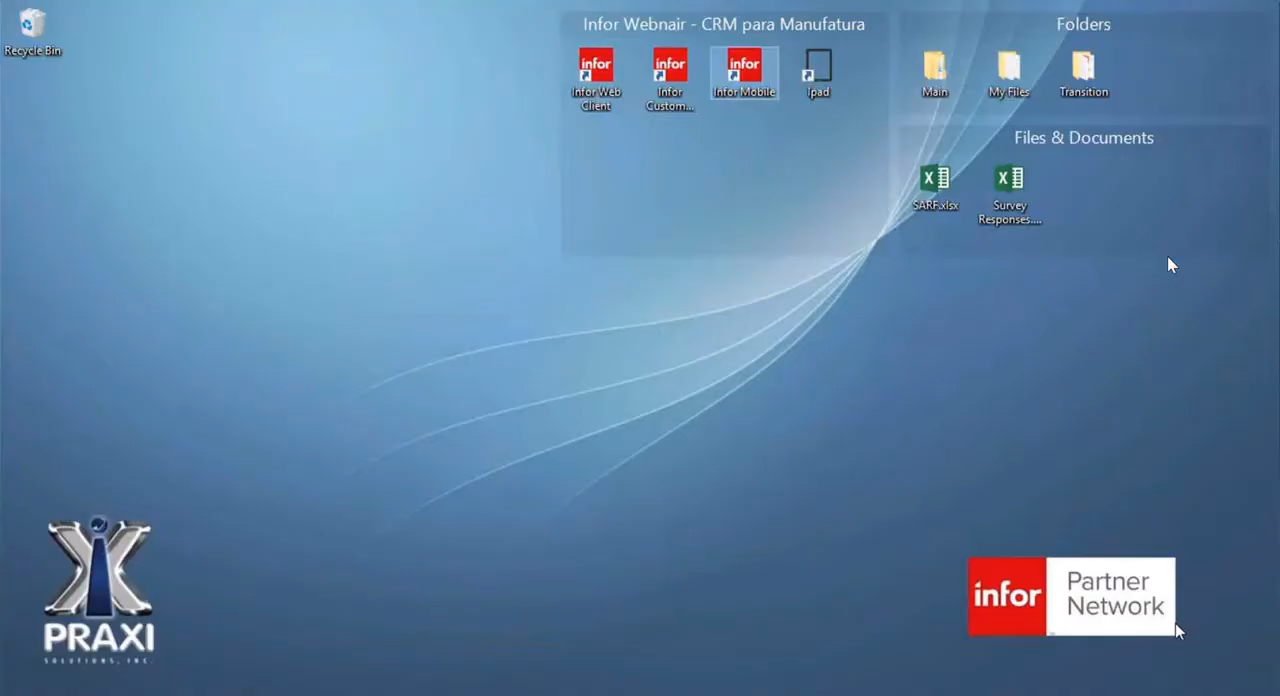 Recycle Bin
Infor Webnair - CRM para Manufatura
infor
Infor Web
Client
infor
Infor
Custom...
infor
Infor Mobile
Ipad
Folders
Main
My Files
Transition
Files & Documents
SARF.xlsx
Survey
Responses....
PRAXI
SOLUTIONS, INC.
infor
Partner
Network